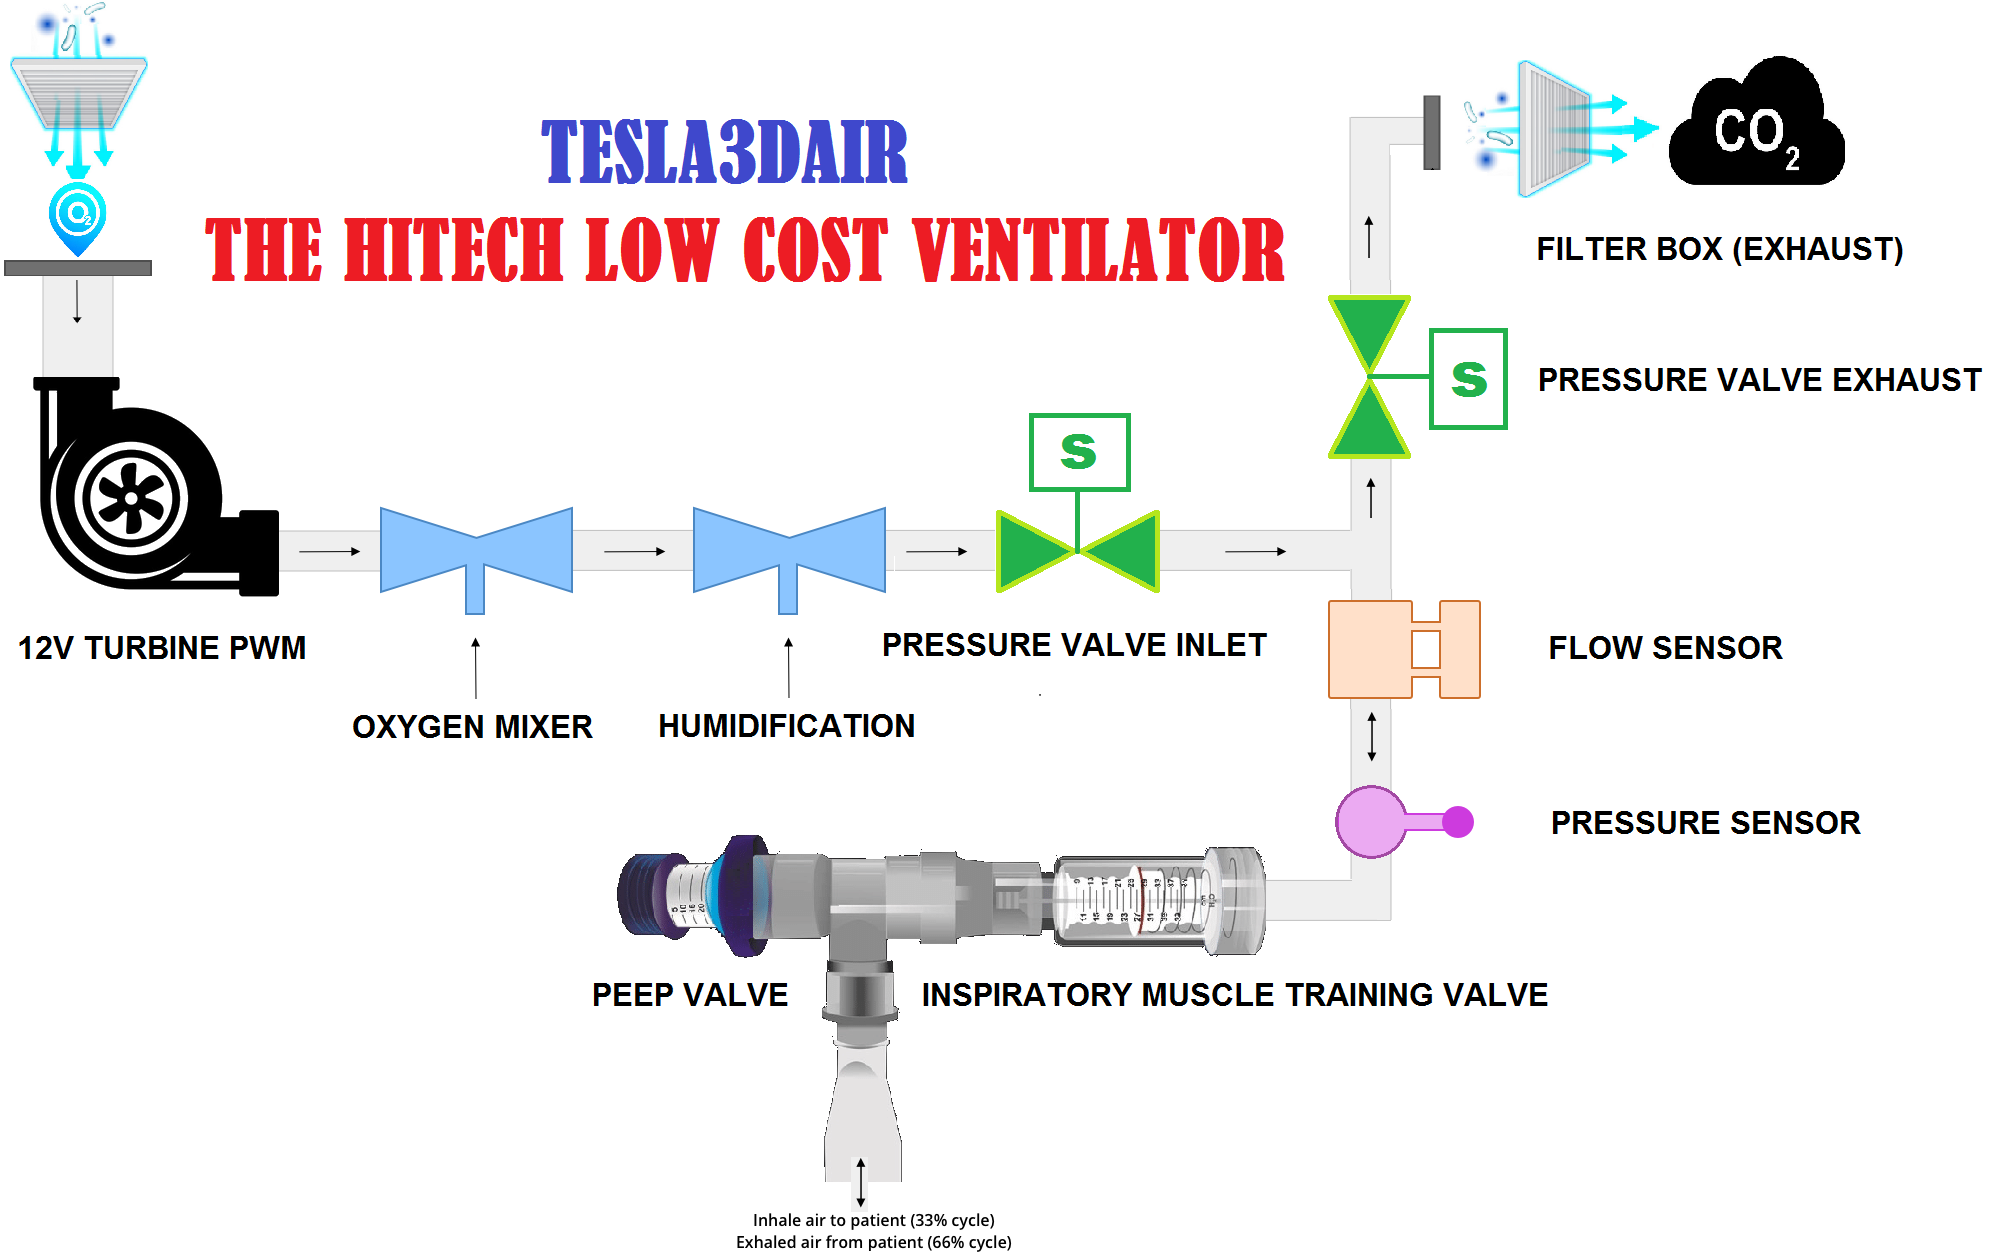 TESLA3DAIR
THE HITECH LOW COST VENTILATOR
O2
CO2
FILTER BOX (EXHAUST)
S
PRESSURE VALVE EXHAUST
S
12V TURBINE PWM
PRESSURE VALVE INLET
FLOW SENSOR
OXYGEN MIXER
HUMIDIFICATION
PRESSURE SENSOR
PEEP VALVE
INSPIRATORY MUSCLE TRAINING VALVE
Inhale air to patient (33% cycle)
Exhaled air from patient (66% cycle)